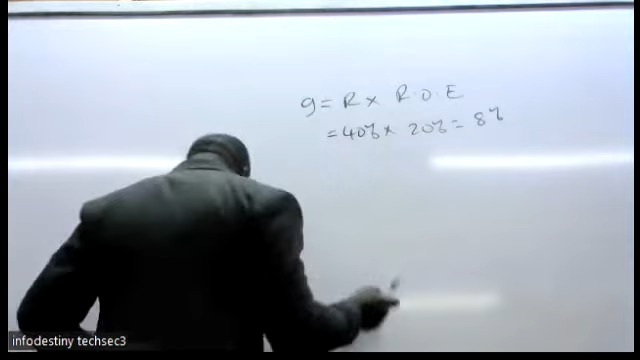 g = R x R.O.E
= 40% x 20% = 8%
infodestiny techsec3